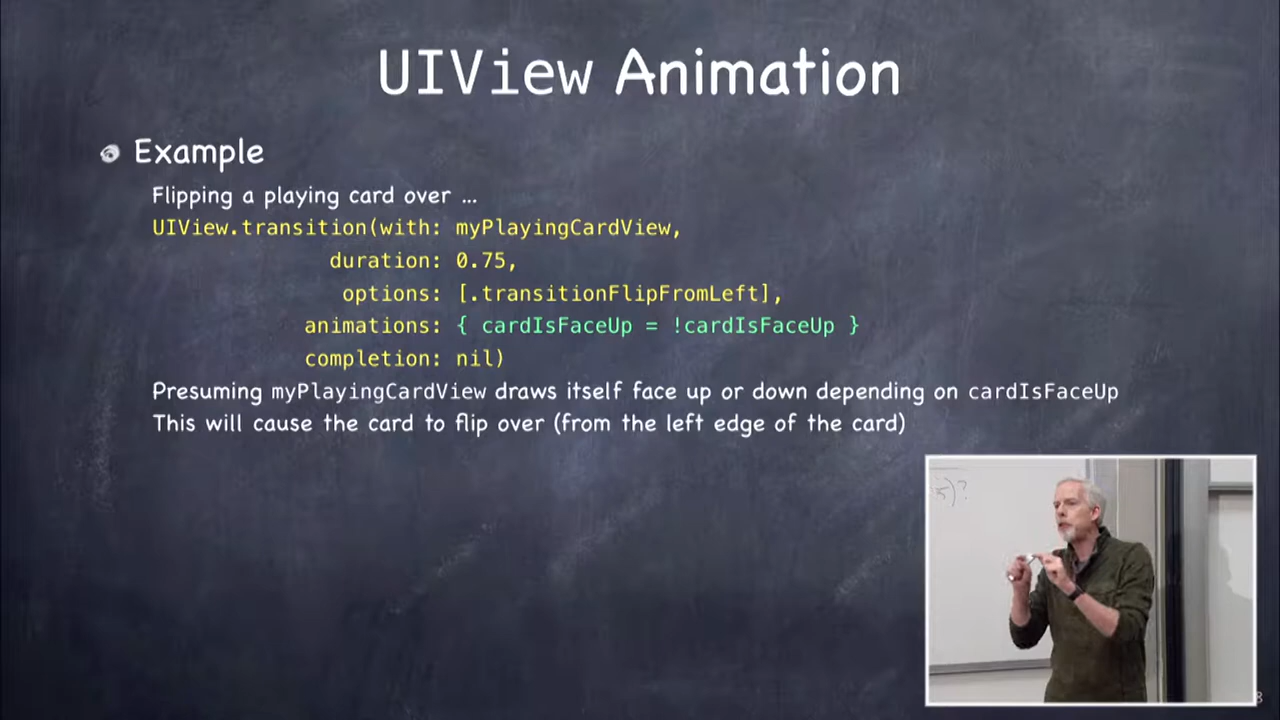 UIView Animation
Example
Flipping a playing card over ...
UIView.transition(with: myPlayingCardView,
duration: 0.75,
options: [.transitionFlipFromLeft],
animations: { cardIsFaceUp = !cardIsFaceUp }
completion: nil)
Presuming myPlayingCardView draws itself face up or down depending on cardIsFaceUp
This will cause the card to flip over (from the left edge of the card)
5)?
8